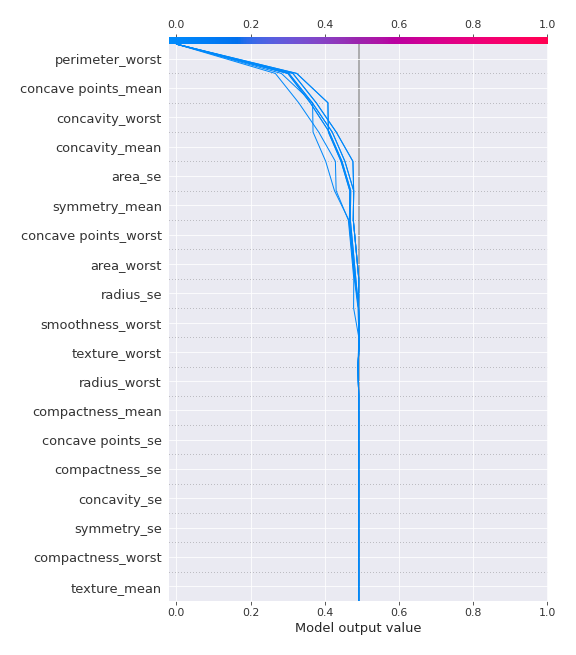 0.0 0.2 0.4 0.6 0.8 1.0
perimeter_worst
concave points_mean
concavity_worst
concavity_mean
area_se
symmetry_mean
concave points_worst
area_worst
radius_se
smoothness_worst
texture_worst
radius_worst
compactness_mean
concave points_se
compactness_se
concavity_se
symmetry_se
compactness_worst
texture_mean
0.0 0.2 0.4 0.6 0.8 1.0
Model output value